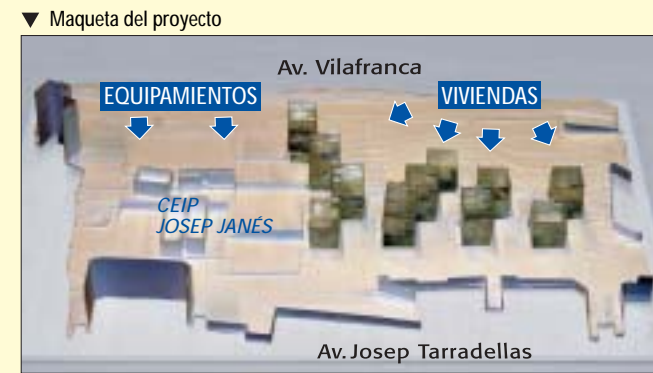 ▼ Maqueta del proyecto
Av. Vilafranca
EQUIPAMIENTOS
VIVIENDAS
CEIP
JOSEP JANÉS
Av. Josep Tarradellas